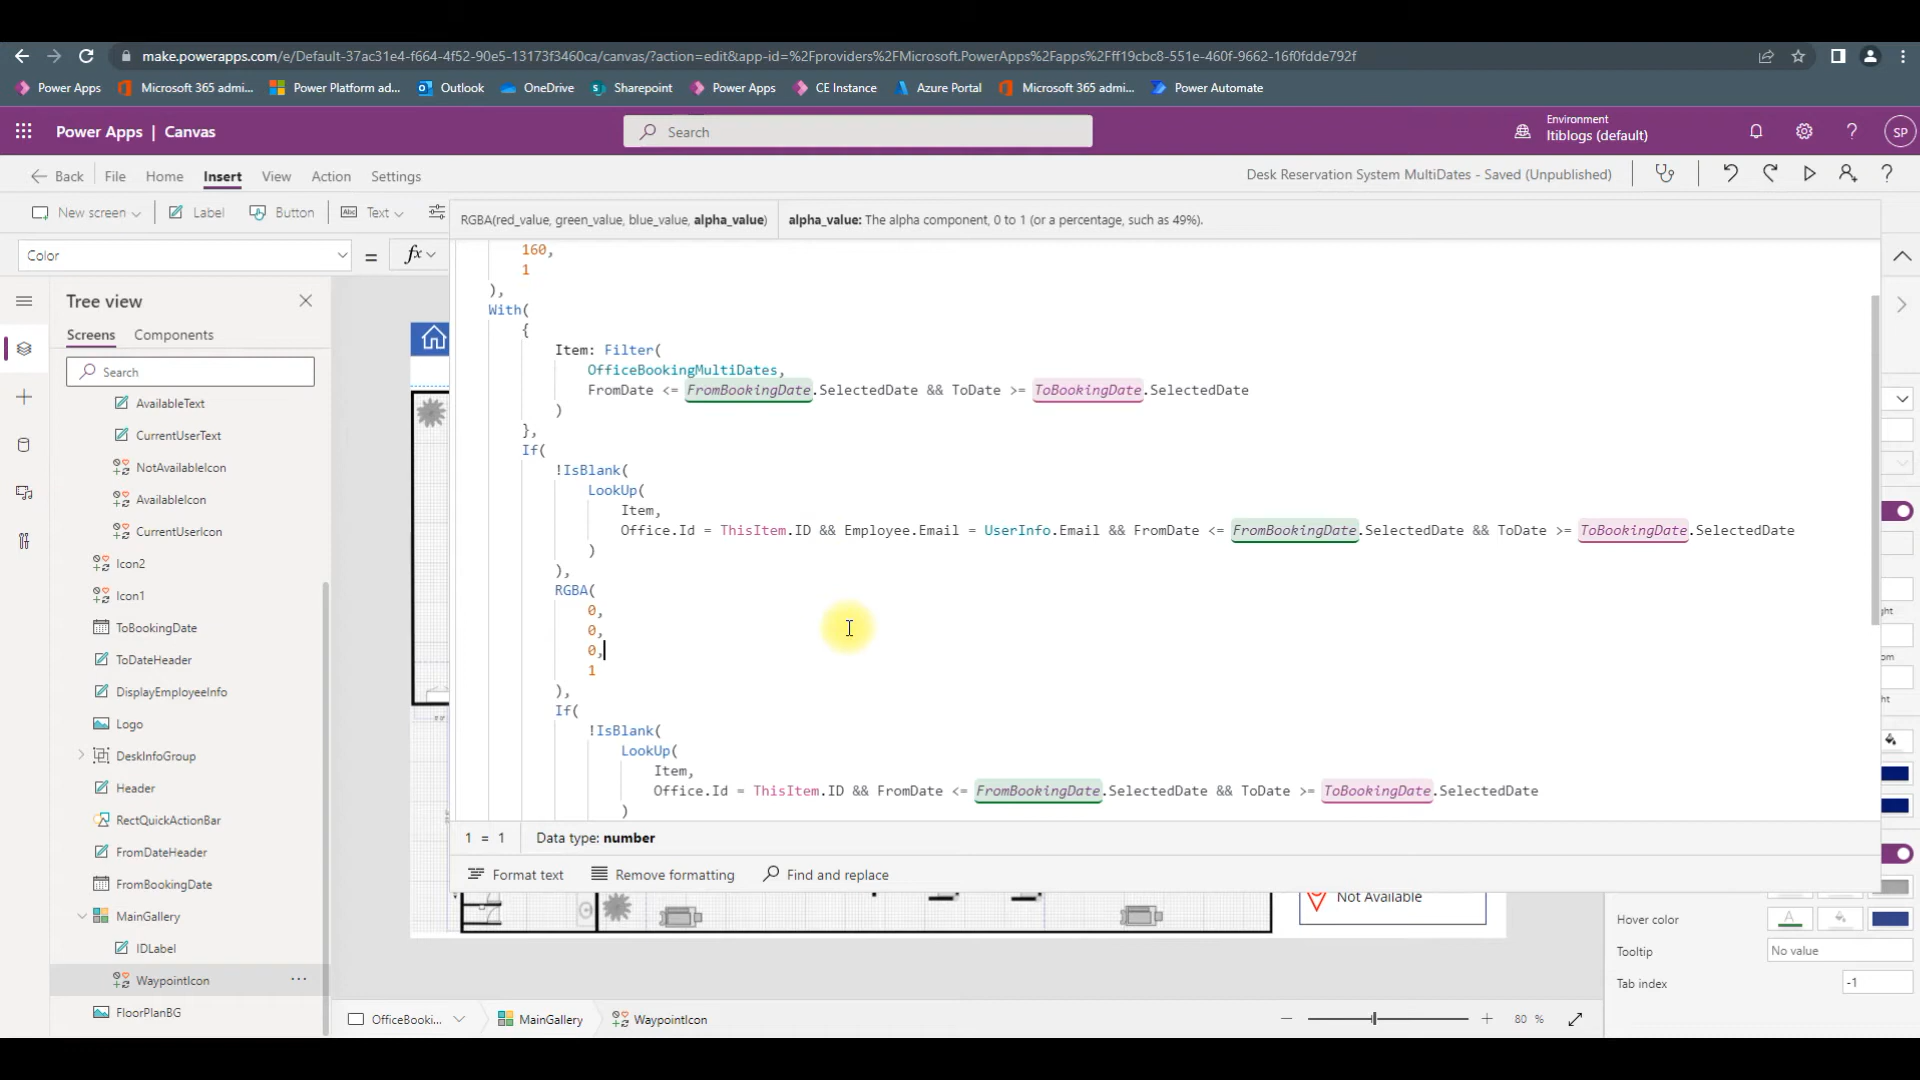 make.powerapps.com/e/Default-37ac31e4-f664-4f52-90e5-13173f3460ca/canvas/?action=edit&app-id=%2Fproviders%2FMicrosoft.PowerApps%2Fapps%2Fff19cbc8-551e-460f-9662-16f0fdde792f
Power Apps Microsoft 365 admi... Power Platform ad... Outlook OneDrive Sharepoint Power Apps CE Instance Azure Portal Microsoft 365 admi... Power Automate
Power Apps | Canvas Search Environment ltiblogs (default) SP
Back File Home Insert View Action Settings Desk Reservation System MultiDates - Saved (Unpublished)
New screen Label Button Text
RGBA(red_value, green_value, blue_value, alpha_value) alpha_value: The alpha component, 0 to 1 (or a percentage, such as 49%).
Color = fx
160,
1
),
With(
{
Item: Filter(
OfficeBookingMultiDates,
FromDate <= FromBookingDate.SelectedDate && ToDate >= ToBookingDate.SelectedDate
)
},
If(
!IsBlank(
LookUp(
Item,
Office.Id = ThisItem.ID && Employee.Email = UserInfo.Email && FromDate <= FromBookingDate.SelectedDate && ToDate >= ToBookingDate.SelectedDate
)
),
RGBA(
0,
0,
0,
1
),
If(
!IsBlank(
LookUp(
Item,
Office.Id = ThisItem.ID && FromDate <= FromBookingDate.SelectedDate && ToDate >= ToBookingDate.SelectedDate
)
1 = 1 Data type: number
Format text Remove formatting Find and replace
Tree view
Screens Components
Search
AvailableText
CurrentUserText
NotAvailableIcon
AvailableIcon
CurrentUserIcon
Icon2
Icon1
ToBookingDate
ToDateHeader
DisplayEmployeeInfo
Logo
DeskInfoGroup
Header
RectQuickActionBar
FromDateHeader
FromBookingDate
MainGallery
IDLabel
WaypointIcon ...
FloorPlanBG
Not Available
ght
om
ght
Hover color
Tooltip No value
Tab index -1
OfficeBooki... MainGallery WaypointIcon 80 %